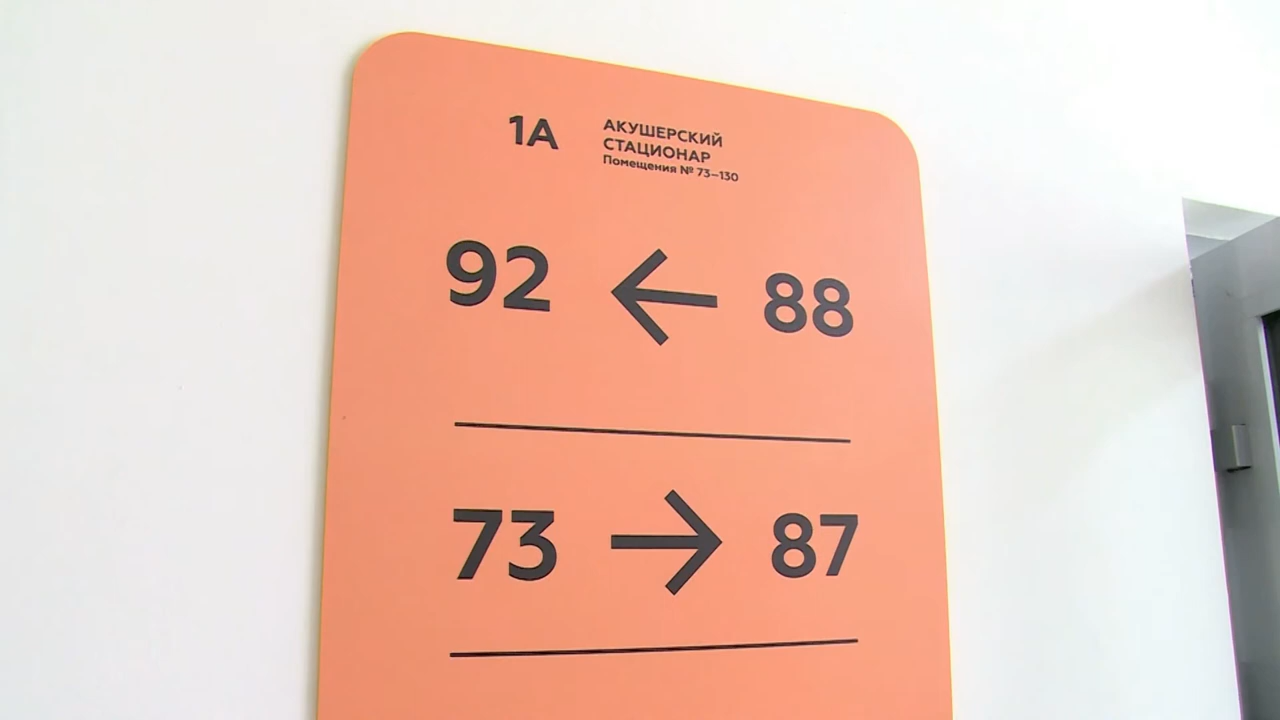 1А
АКУШЕРСКИЙ
СТАЦИОНАР
Помещения № 73–130
92 ← 88
73 → 87